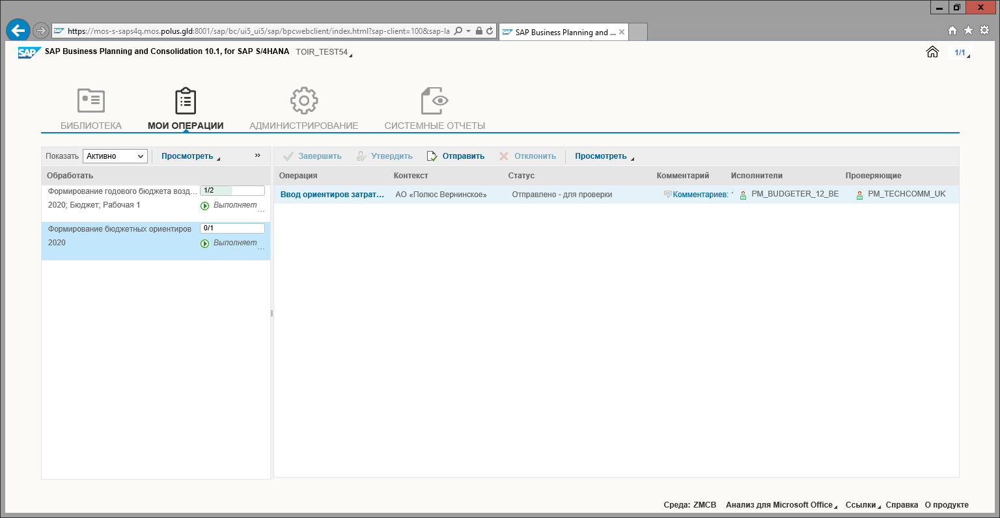 https://mos-s-saps4q.mos.polus.gld:8001/sap/bc/ui5_ui5/sap/bpcwebclient/index.html?sap-client=100&sap-la
SAP Business Planning and ...
SAP SAP Business Planning and Consolidation 10.1, for SAP S/4HANA TOIR_TEST54
1/1
БИБЛИОТЕКА МОИ ОПЕРАЦИИ АДМИНИСТРИРОВАНИЕ СИСТЕМНЫЕ ОТЧЕТЫ
Показать Активно Просмотреть »
Завершить Утвердить Отправить Отклонить Просмотреть
Обработать
Операция Контекст Статус Комментарий Исполнители Проверяющие
Формирование годового бюджета возд... 1/2
2020; Бюджет; Рабочая 1 Выполняет ...
Формирование бюджетных ориентиров 0/1
2020 Выполняет ...
Ввод ориентиров затрат... АО «Полюс Вернинское» Отправлено - для проверки Комментариев: PM_BUDGETER_12_BE PM_TECHCOMM_UK
Среда: ZMCB Анализ для Microsoft Office Ссылки Справка О продукте